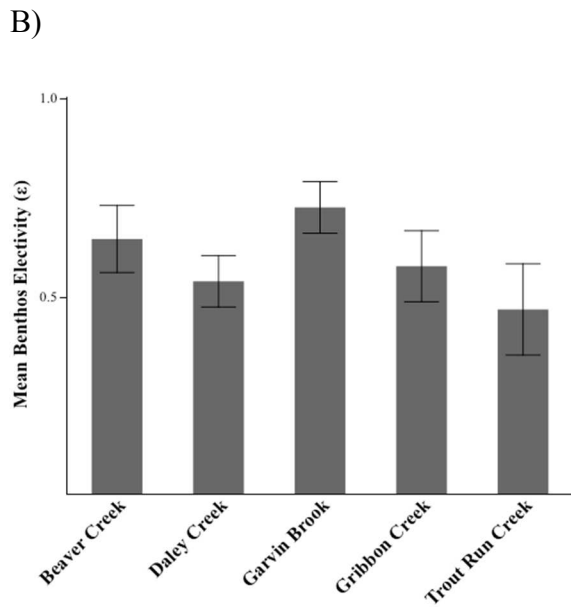 B)
1.0
Mean Benthos Electivity (ε)
0.5
Beaver Creek
Daley Creek
Garvin Brook
Gribbon Creek
Trout Run Creek